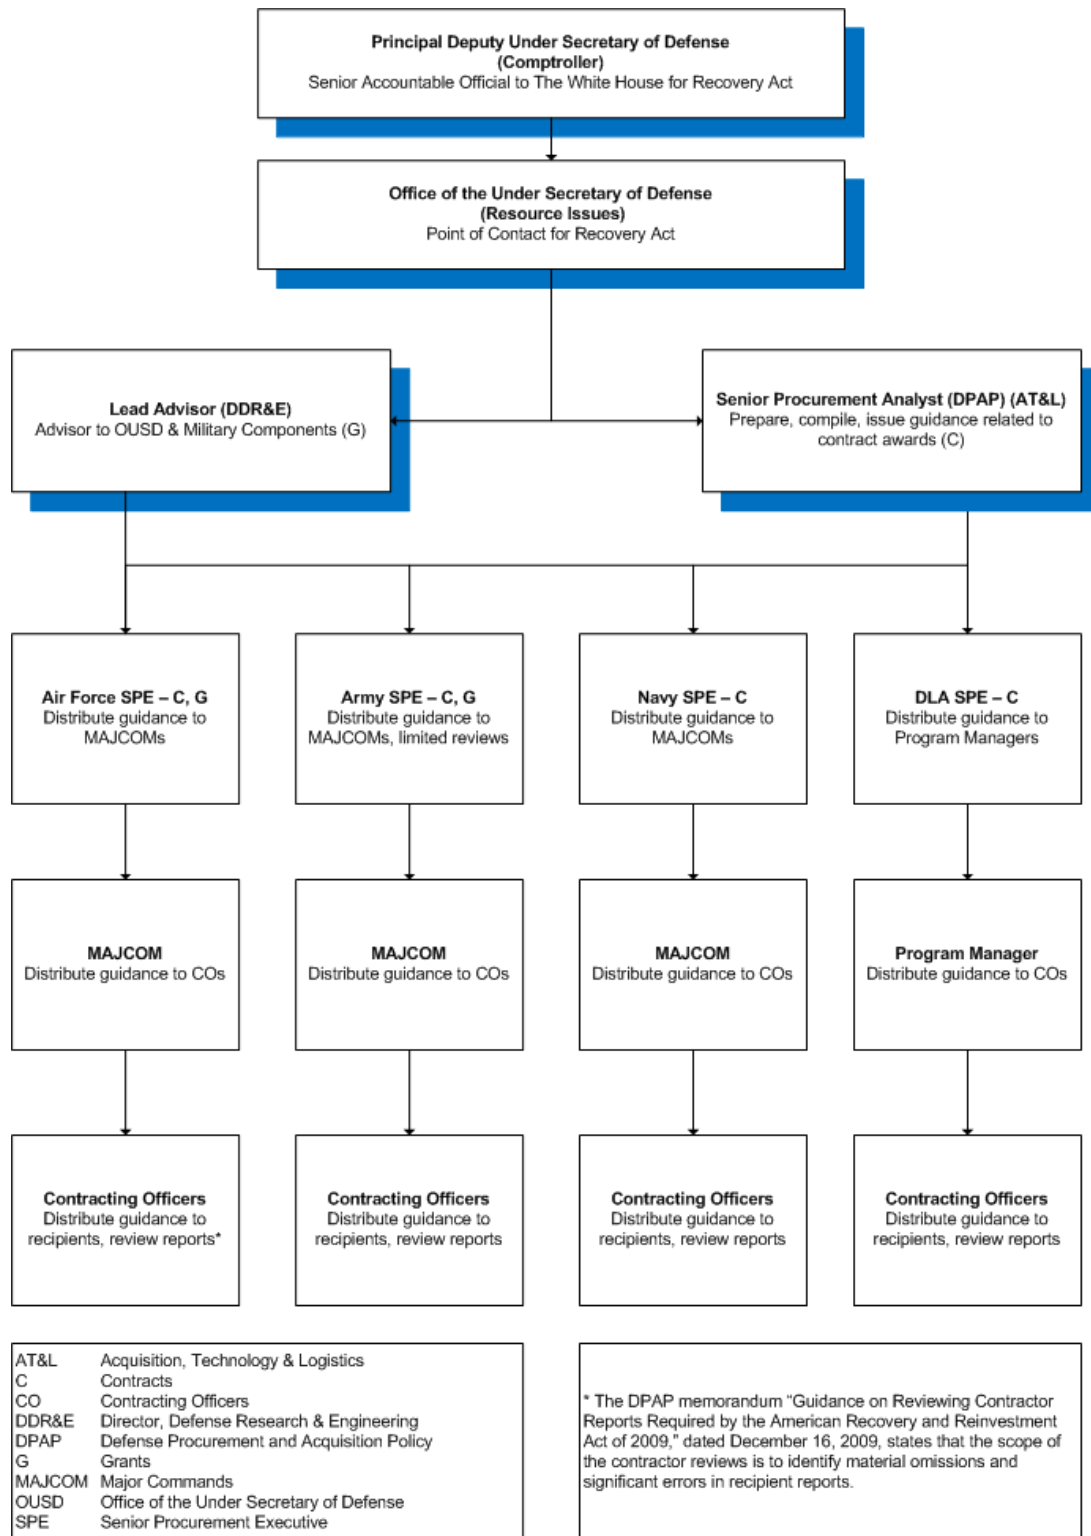 Principal Deputy Under Secretary of Defense
(Comptroller)
Senior Accountable Official to The White House for Recovery Act
Office of the Under Secretary of Defense
(Resource Issues)
Point of Contact for Recovery Act
Lead Advisor (DDR&E)
Advisor to OUSD & Military Components (G)
Senior Procurement Analyst (DPAP) (AT&L)
Prepare, compile, issue guidance related to
contract awards (C)
Air Force SPE – C, G
Distribute guidance to
MAJCOMs
Army SPE – C, G
Distribute guidance to
MAJCOMs, limited reviews
Navy SPE – C
Distribute guidance to
MAJCOMs
DLA SPE – C
Distribute guidance to
Program Managers
MAJCOM
Distribute guidance to COs
MAJCOM
Distribute guidance to COs
MAJCOM
Distribute guidance to COs
Program Manager
Distribute guidance to COs
Contracting Officers
Distribute guidance to
recipients, review reports*
Contracting Officers
Distribute guidance to
recipients, review reports
Contracting Officers
Distribute guidance to
recipients, review reports
Contracting Officers
Distribute guidance to
recipients, review reports
AT&L Acquisition, Technology & Logistics
C Contracts
CO Contracting Officers
DDR&E Director, Defense Research & Engineering
DPAP Defense Procurement and Acquisition Policy
G Grants
MAJCOM Major Commands
OUSD Office of the Under Secretary of Defense
SPE Senior Procurement Executive
* The DPAP memorandum “Guidance on Reviewing Contractor
Reports Required by the American Recovery and Reinvestment
Act of 2009,” dated December 16, 2009, states that the scope of
the contractor reviews is to identify material omissions and
significant errors in recipient reports.